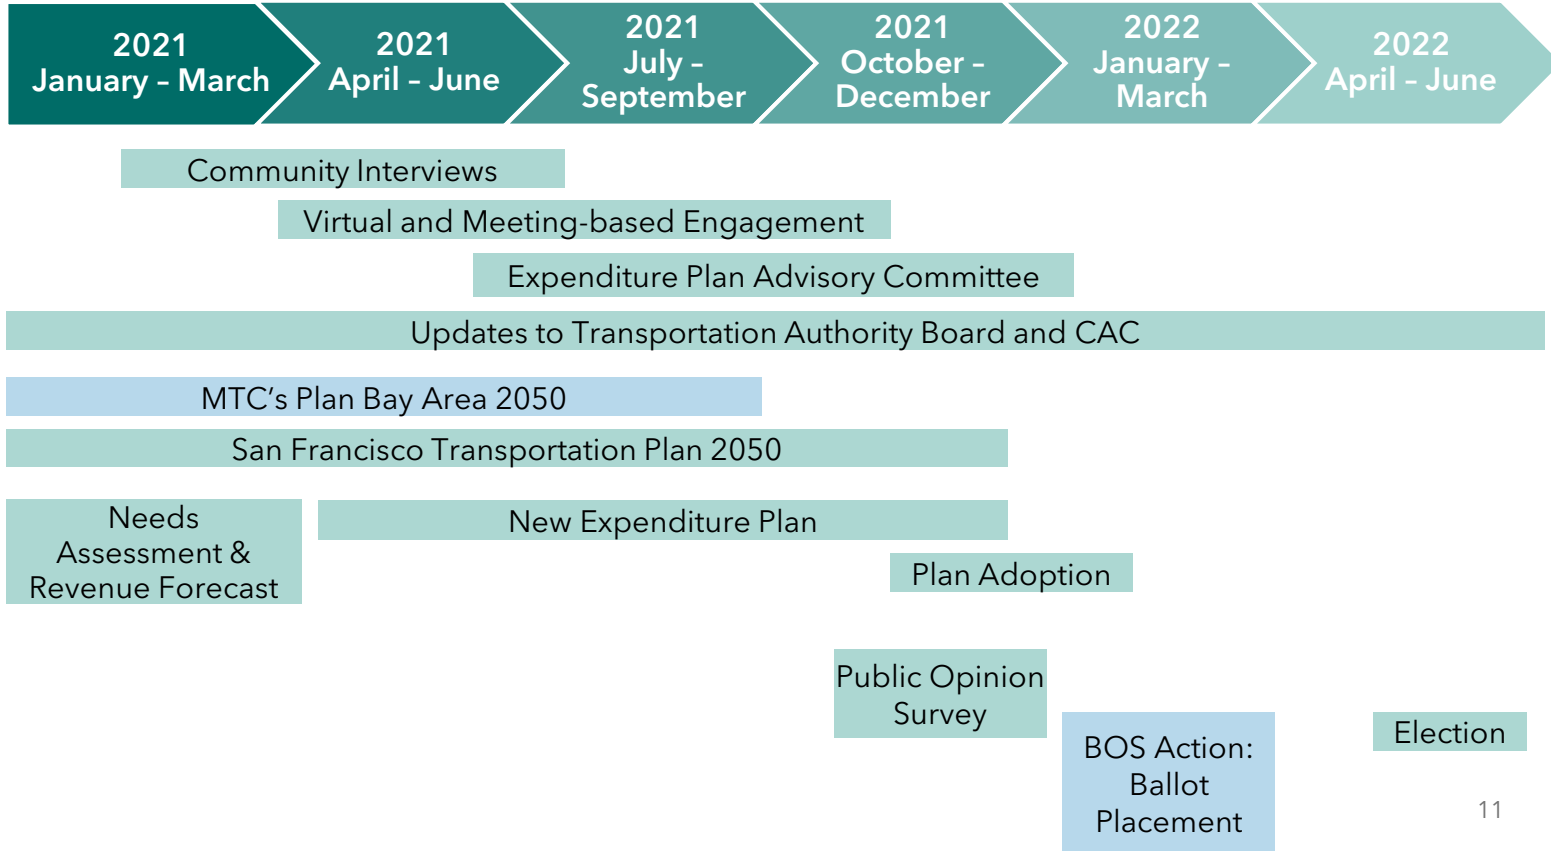 2021
January – March
2021
April – June
2021
July –
September
2021
October –
December
2022
January –
March
2022
April – June
Community Interviews
Virtual and Meeting-based Engagement
Expenditure Plan Advisory Committee
Updates to Transportation Authority Board and CAC
MTC’s Plan Bay Area 2050
San Francisco Transportation Plan 2050
Needs
Assessment &
Revenue Forecast
New Expenditure Plan
Plan Adoption
Public Opinion
Survey
BOS Action:
Ballot
Placement
Election
11